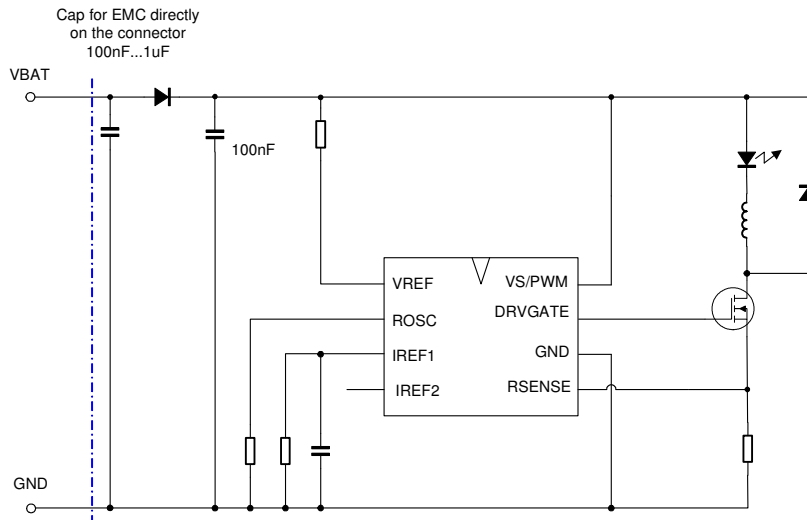 Cap for EMC directly
on the connector
100nF...1uF
VBAT
100nF
VREF
VS/PWM
ROSC
DRVGATE
IREF1
GND
IREF2
RSENSE
GND